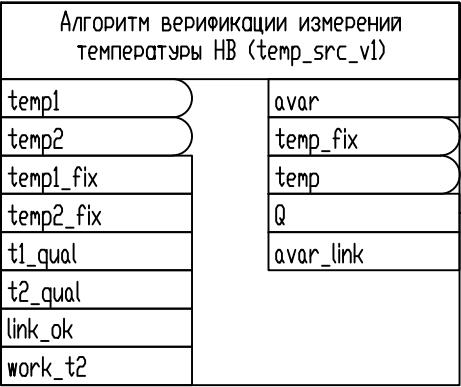 Алгоритм верификации измерений
температуры НВ (temp_src_v1)
temp1
temp2
temp1_fix
temp2_fix
t1_qual
t2_qual
link_ok
work_t2
avar
temp_fix
temp
Q
avar_link